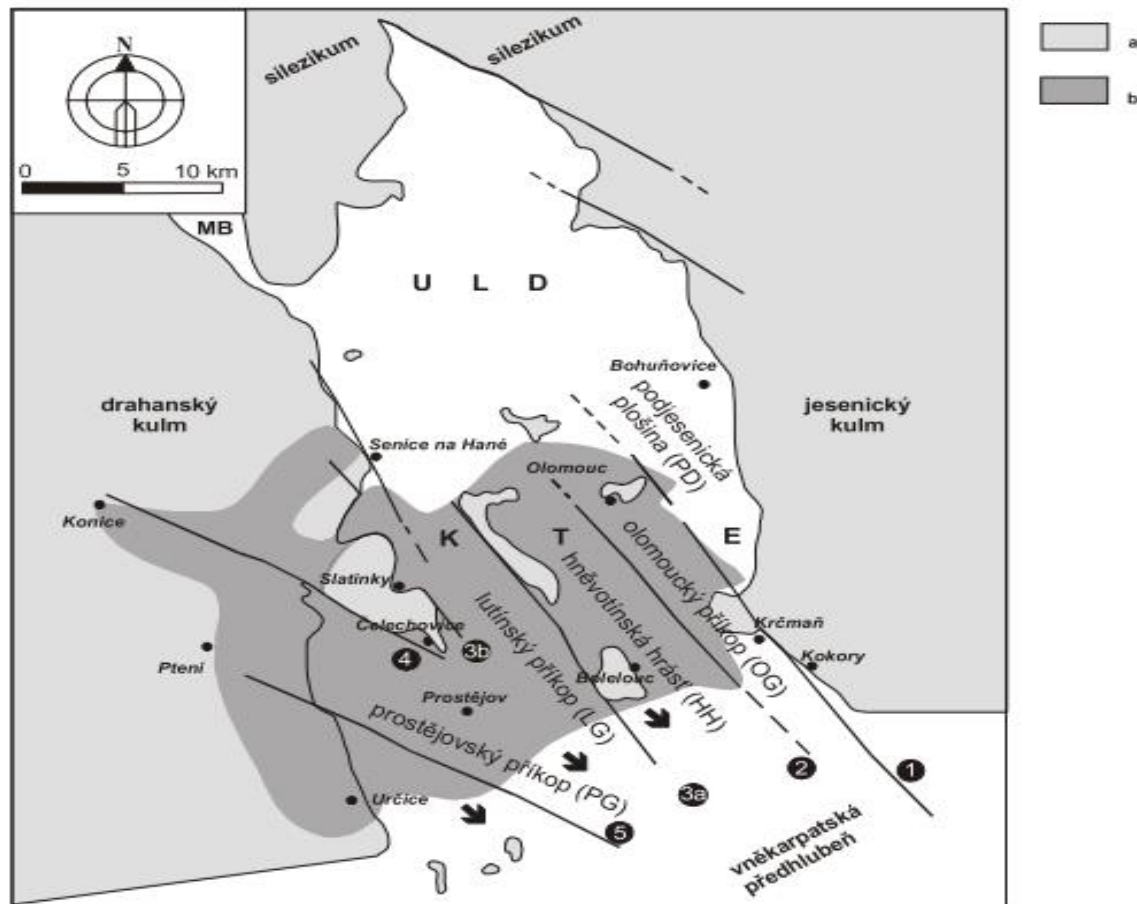 N
0 5 10 km
silezikum
silezikum
a
b
MB
U L D
Bohuňovice
podjesenická
plošina (PD)
drahanský
kulm
jesenický
kulm
Senice na Hané
Olomouc
Konice
K T E
olomoucký příkop (OG)
hněvotínská hrásť (HH)
lutínský příkop (LG)
Slatinky
Čelechovice
Krčmaň
Kokory
Ptení
4
3b
Bolelouc
Prostějov
prostějovský příkop (PG)
Určice
1
2
3a
5
vněkarpatská
předhlubeň